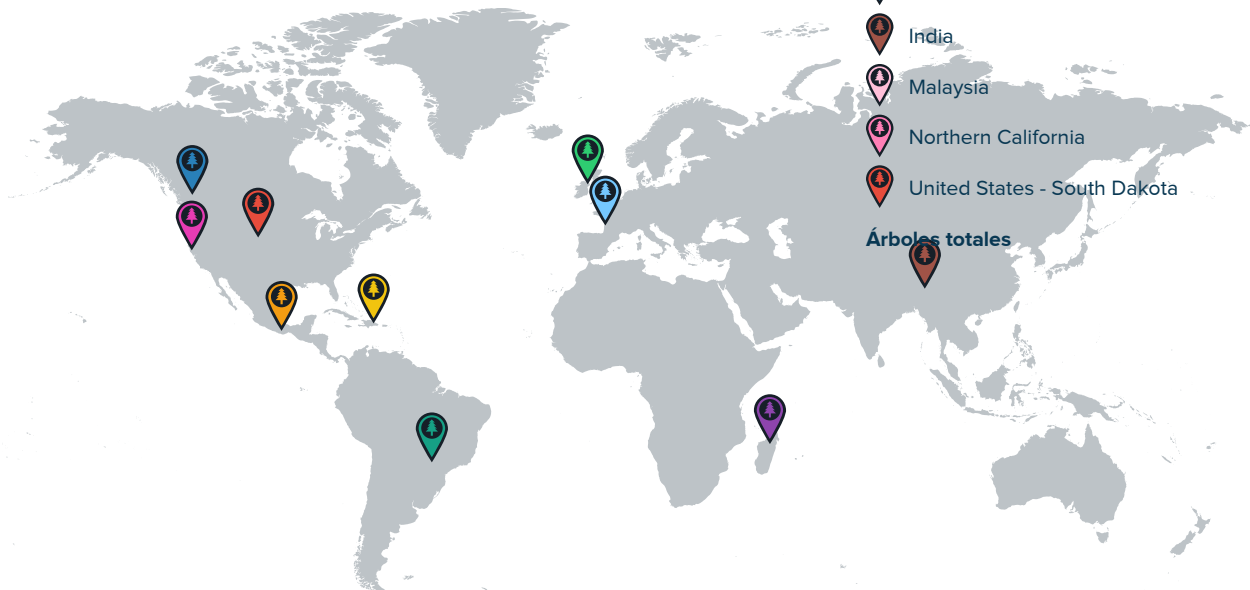 India
Malaysia
Northern California
United States - South Dakota
Árboles totales